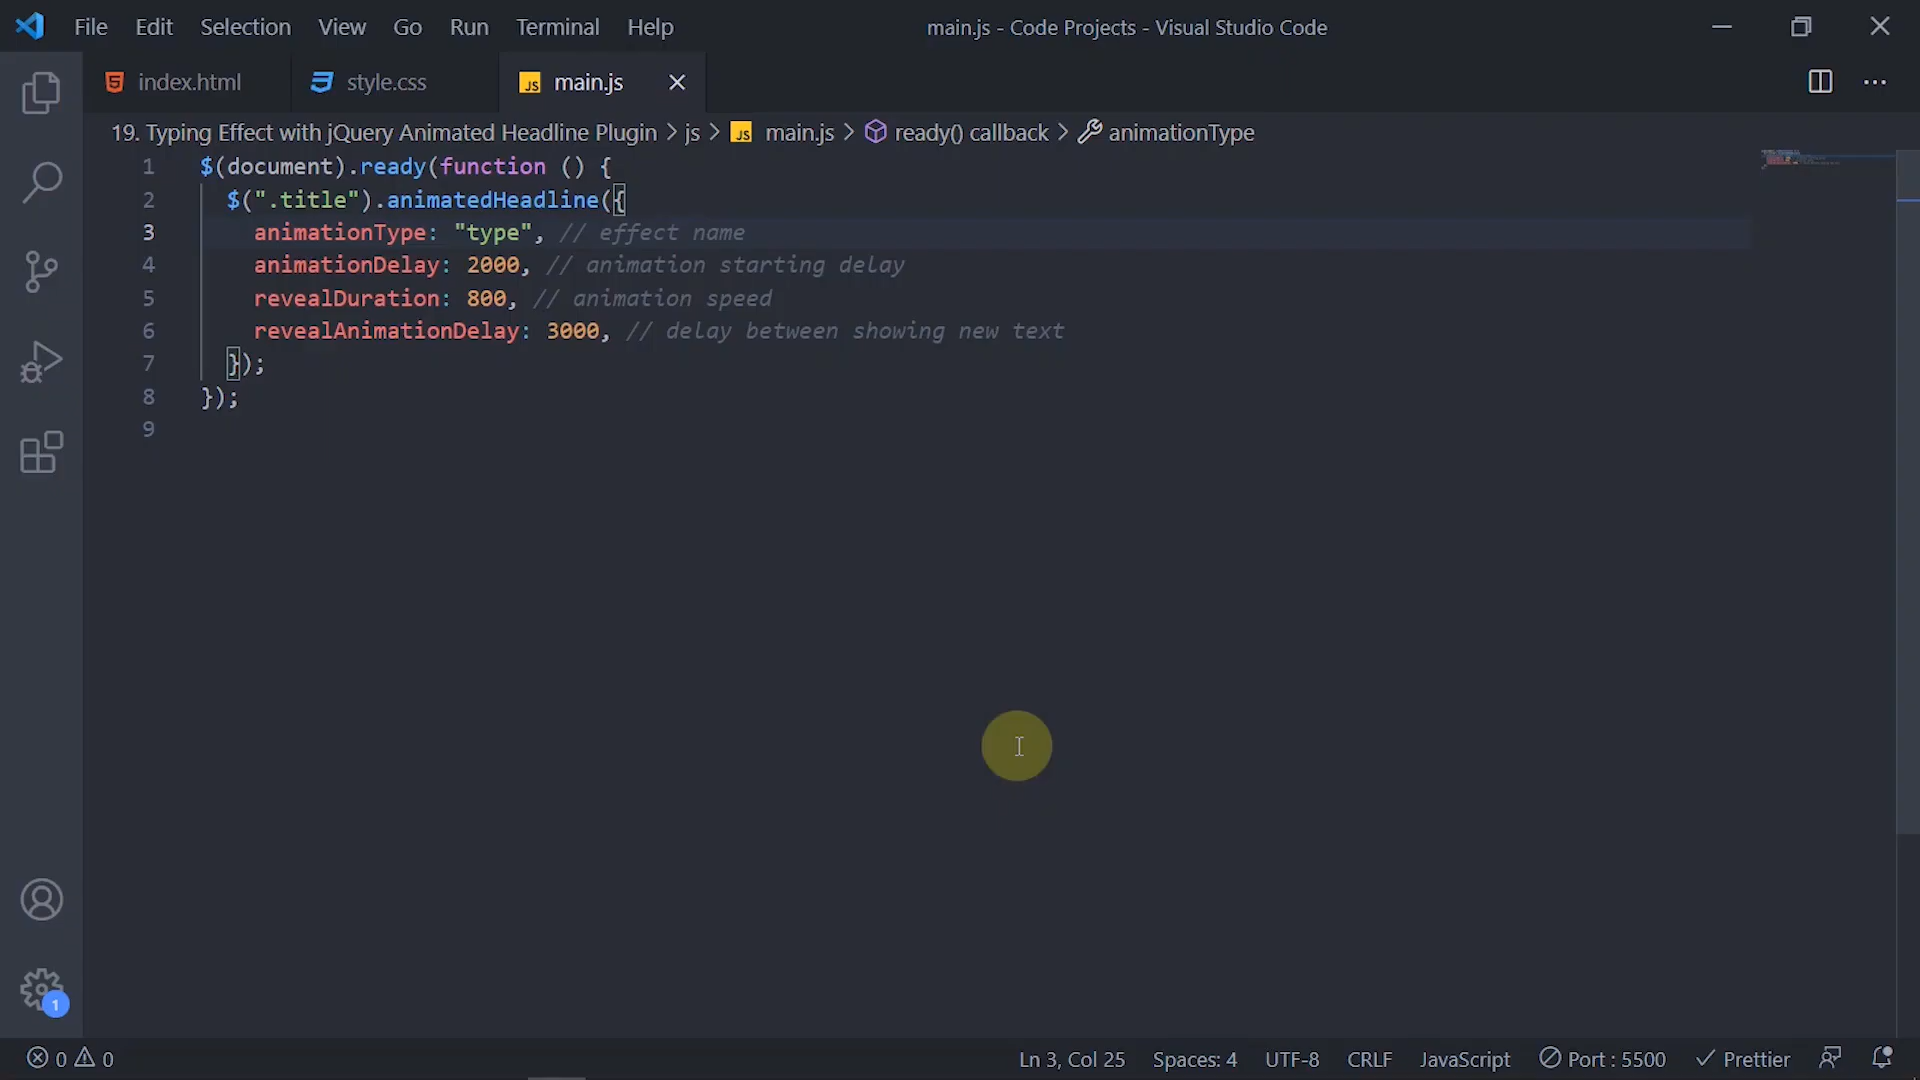 File Edit Selection View Go Run Terminal Help main.js - Code Projects - Visual Studio Code
index.html style.css JS main.js
19. Typing Effect with jQuery Animated Headline Plugin > js > JS main.js > ready() callback > animationType
1 $(document).ready(function () {
2 $(".title").animatedHeadline({
3 animationType: "type", // effect name
4 animationDelay: 2000, // animation starting delay
5 revealDuration: 800, // animation speed
6 revealAnimationDelay: 3000, // delay between showing new text
7 });
8 });
9
1
0 0 Ln 3, Col 25 Spaces: 4 UTF-8 CRLF JavaScript Port : 5500 Prettier